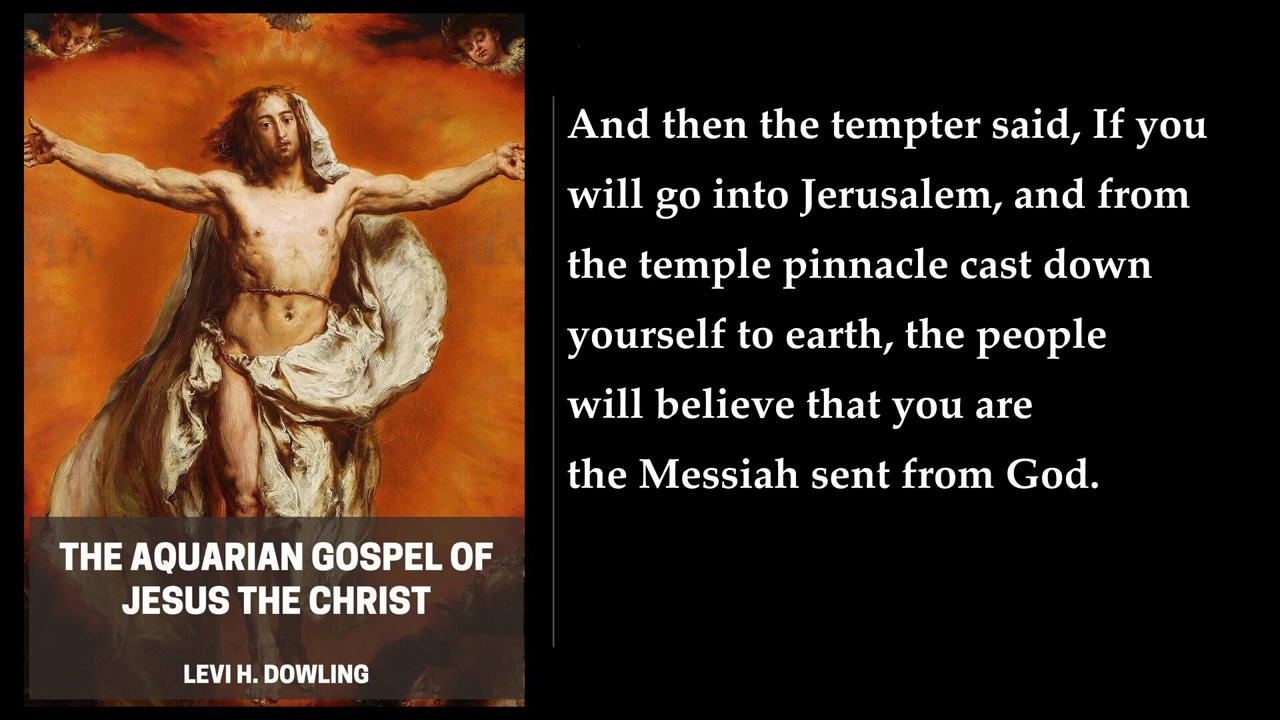 THE AQUARIAN GOSPEL OF
JESUS THE CHRIST
LEVI H. DOWLING
And then the tempter said, If you
will go into Jerusalem, and from
the temple pinnacle cast down
yourself to earth, the people
will believe that you are
the Messiah sent from God.